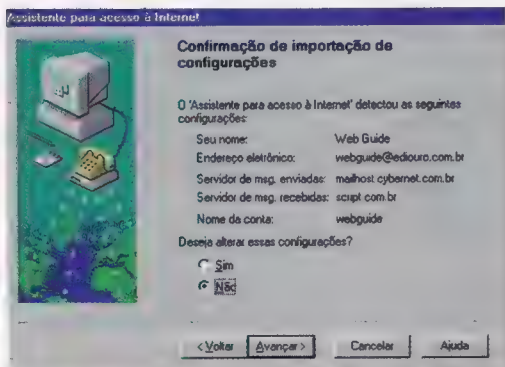 Assistente para acesso à Internet
Confirmação de importação de
configurações
O 'Assistente para acesso à Internet' detectou as seguintes
configurações:
Seu nome: Web Guide
Endereço eletrônico: webguide@ediouro.com.br
Servidor de msg. enviadas: mailhost.cybernet.com.br
Servidor de msg. recebidas: script.com.br
Nome da conta: webguide
Deseja alterar essas configurações?
Sim
Não
< Voltar Avançar > Cancelar Ajuda